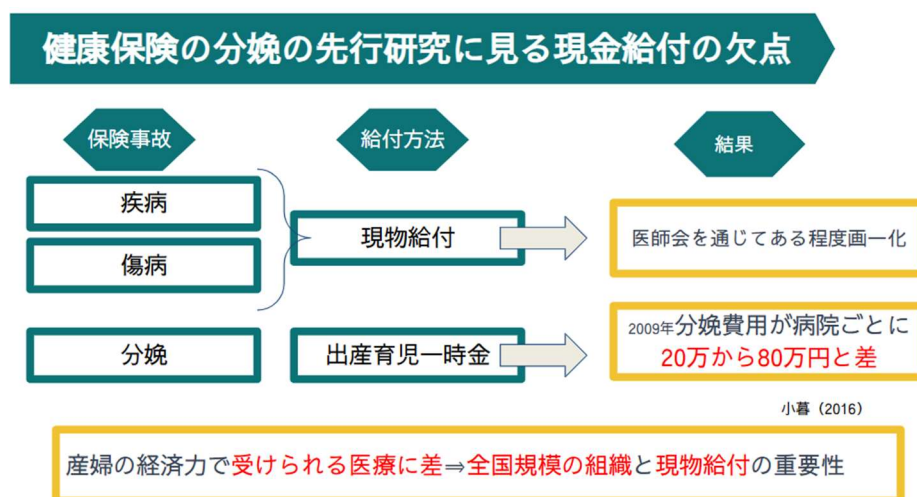 健康保険の分娩の先行研究に見る現金給付の欠点
保険事故
給付方法
結果
疾病
傷病
現物給付
医師会を通じてある程度画一化
分娩
出産育児一時金
2009年分娩費用が病院ごとに
20万から80万円と差
小暮（2016）
産婦の経済力で受けられる医療に差⇒全国規模の組織と現物給付の重要性